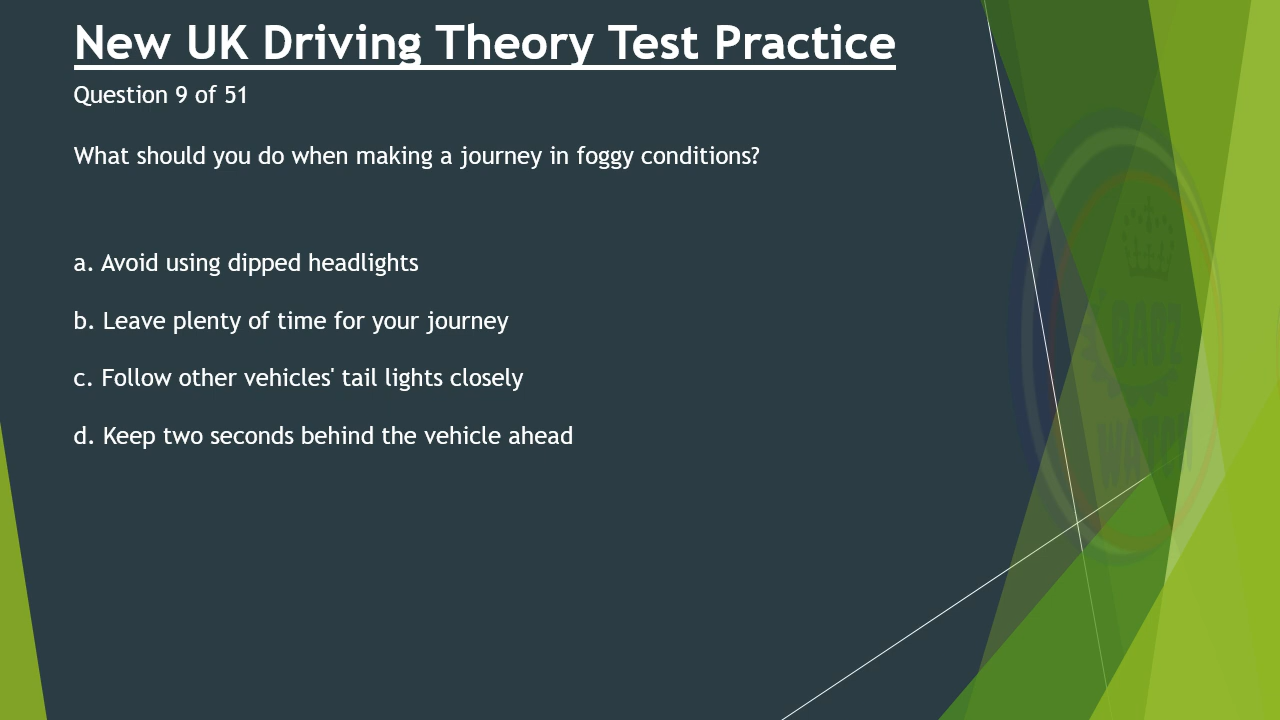 New UK Driving Theory Test Practice
Question 9 of 51
What should you do when making a journey in foggy conditions?
a. Avoid using dipped headlights
b. Leave plenty of time for your journey
c. Follow other vehicles' tail lights closely
d. Keep two seconds behind the vehicle ahead